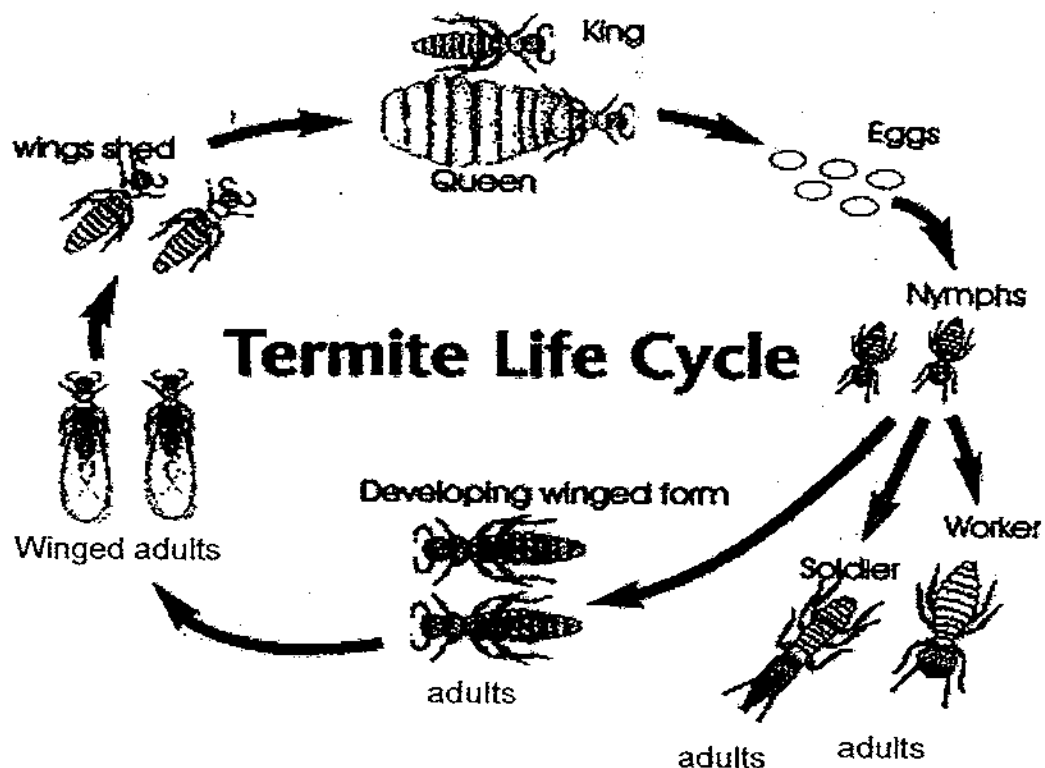 King
Eggs
wings shed
Queen
Nymphs
Termite Life Cycle
Developing winged form
Worker
Winged adults
Soldier
adults
adults
adults